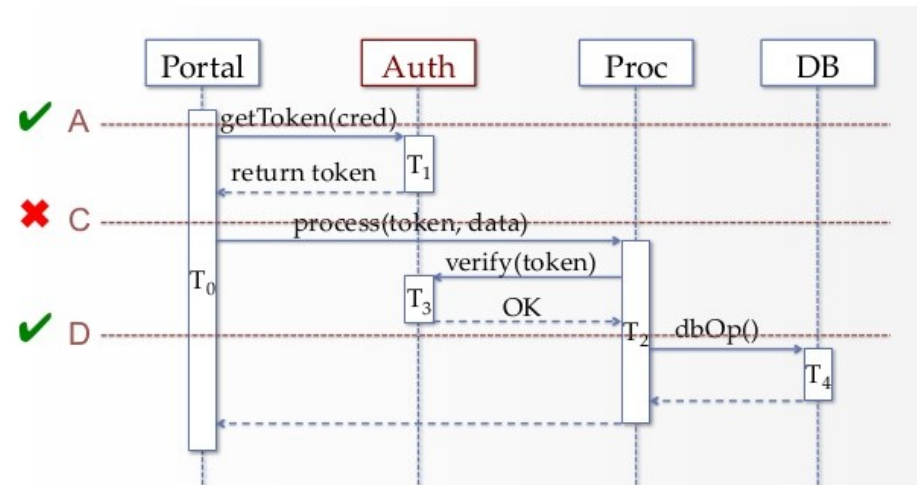 Portal Auth Proc DB
A getToken(cred)
T1
return token
C
process(token, data)
verify(token)
T0
T3
OK
D T2 dbOp()
T4